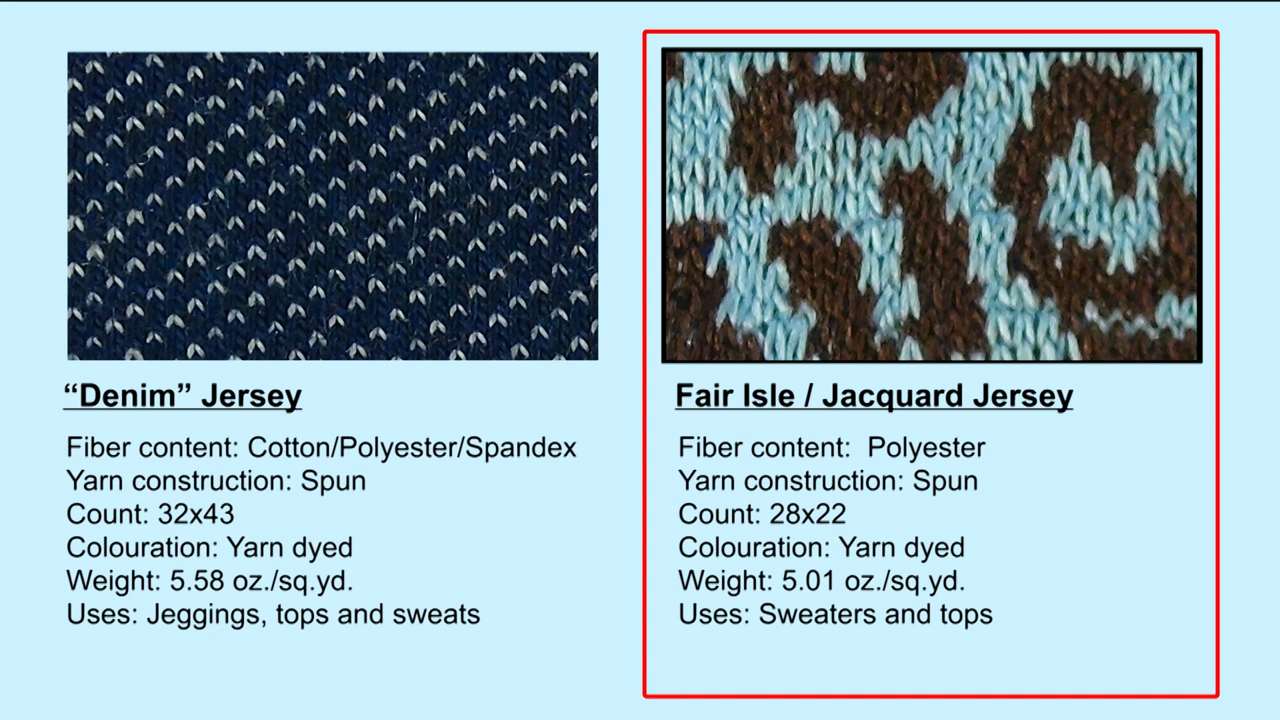 “Denim” Jersey
Fiber content: Cotton/Polyester/Spandex
Yarn construction: Spun
Count: 32x43
Colouration: Yarn dyed
Weight: 5.58 oz./sq.yd.
Uses: Jeggings, tops and sweats
Fair Isle / Jacquard Jersey
Fiber content:  Polyester
Yarn construction: Spun
Count: 28x22
Colouration: Yarn dyed
Weight: 5.01 oz./sq.yd.
Uses: Sweaters and tops